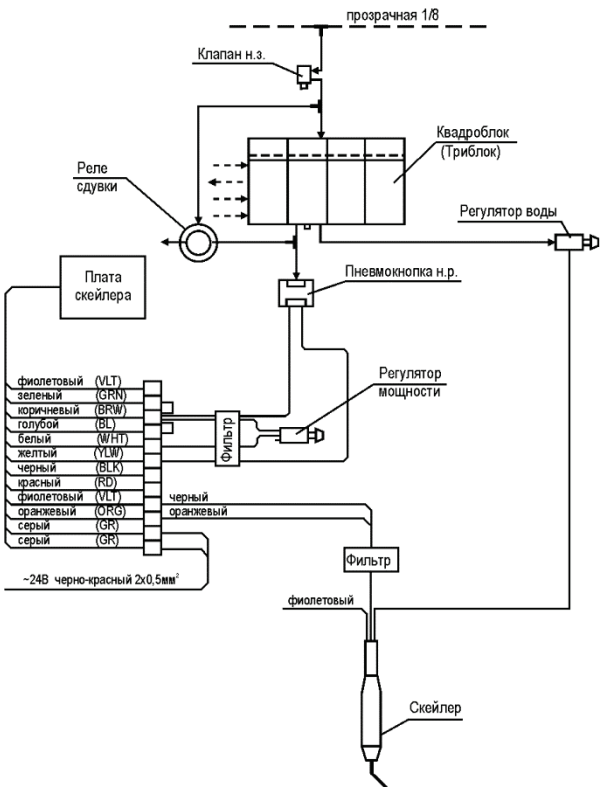 прозрачная 1/8
Клапан н.з.
Квадроблок
(Триблок)
Реле
сдувки
Регулятор воды
Плата
скейлера
Пневмокнопка н.р.
Регулятор
мощности
фиолетовый (VLT)
зеленый (GRN)
коричневый (BRW)
голубой (BL)
белый (WHT)
желтый (YLW)
черный (BLK)
красный (RD)
фиолетовый (VLT)
оранжевый (ORG)
серый (GR)
серый (GR)
Фильтр
черный
оранжевый
~24В черно-красный 2х0,5мм²
Фильтр
фиолетовый
Скейлер